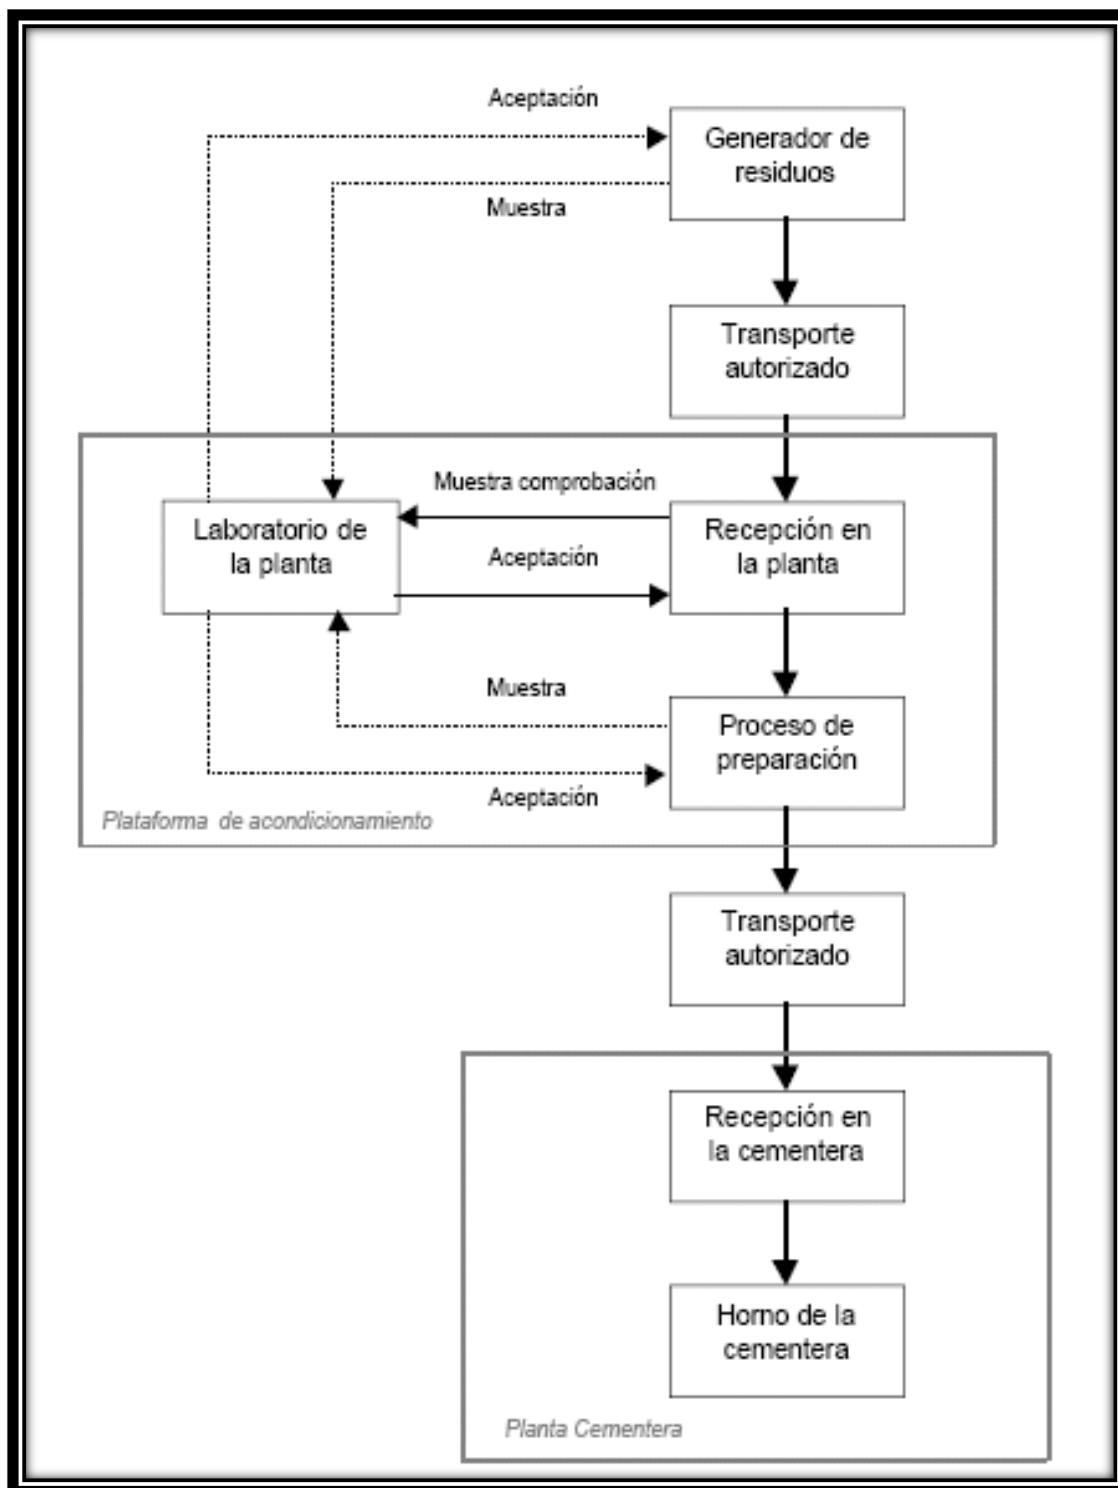 Aceptación
Generador de
residuos
Muestra
Transporte
autorizado
Muestra comprobación
Laboratorio de
la planta
Aceptación
Recepción en
la planta
Muestra
Proceso de
preparación
Aceptación
Plataforma de acondicionamiento
Transporte
autorizado
Recepción en
la cementera
Horno de la
cementera
Planta Cementera